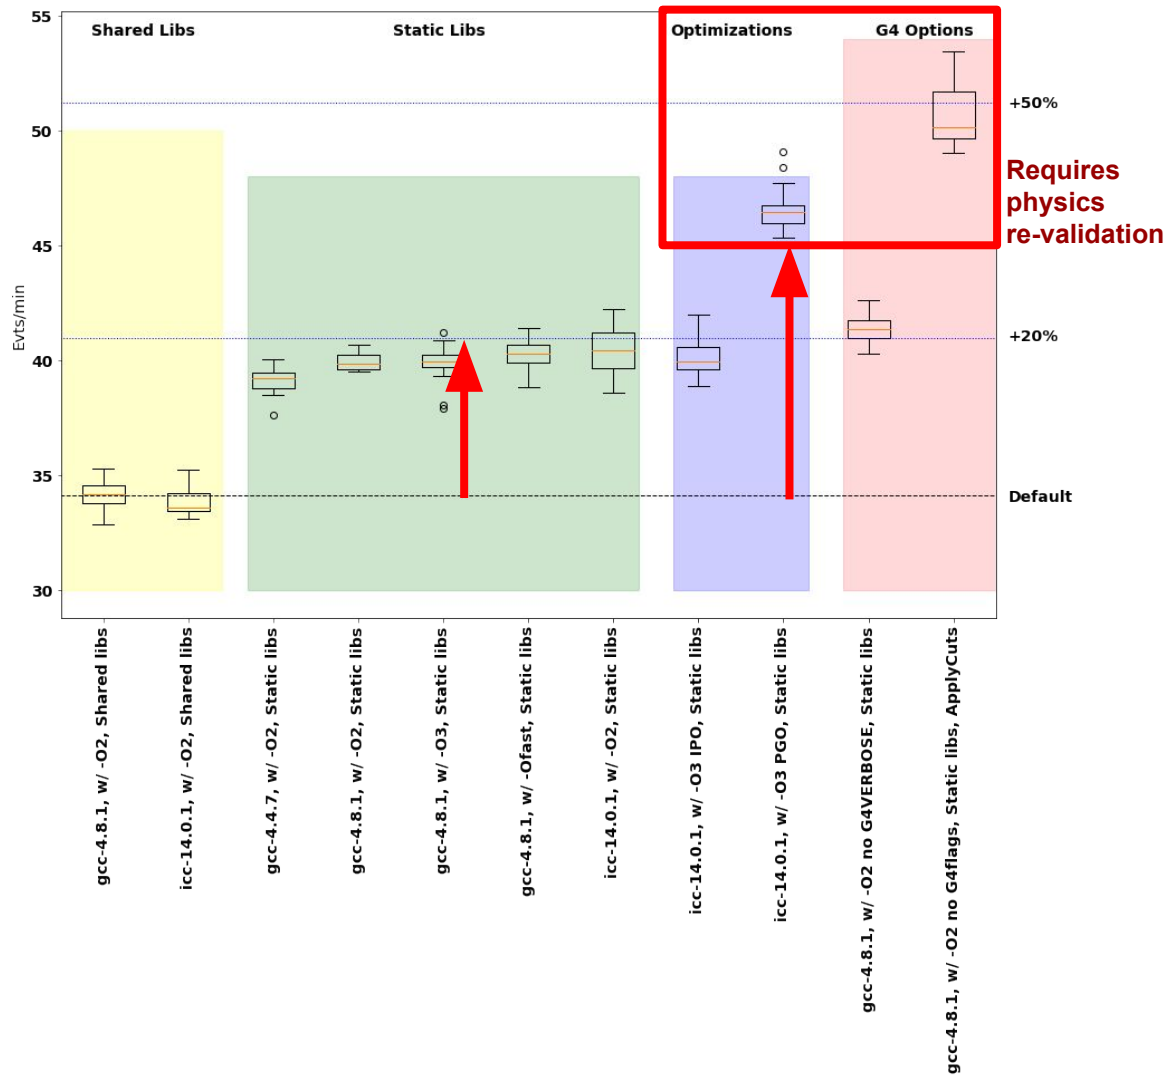 Shared Libs
Static Libs
Optimizations
G4 Options
55
50
45
40
35
30
Evts/min
+50%
+20%
Default
Requires
physics
re-validation
gcc-4.8.1, w/ -O2, Shared libs
icc-14.0.1, w/ -O2, Shared libs
gcc-4.4.7, w/ -O2, Static libs
gcc-4.8.1, w/ -O2, Static libs
gcc-4.8.1, w/ -O3, Static libs
gcc-4.8.1, w/ -Ofast, Static libs
icc-14.0.1, w/ -O2, Static libs
icc-14.0.1, w/ -O3 IPO, Static libs
icc-14.0.1, w/ -O3 PGO, Static libs
gcc-4.8.1, w/ -O2 no G4VERBOSE, Static libs
gcc-4.8.1, w/ -O2 no G4flags, Static libs, ApplyCuts